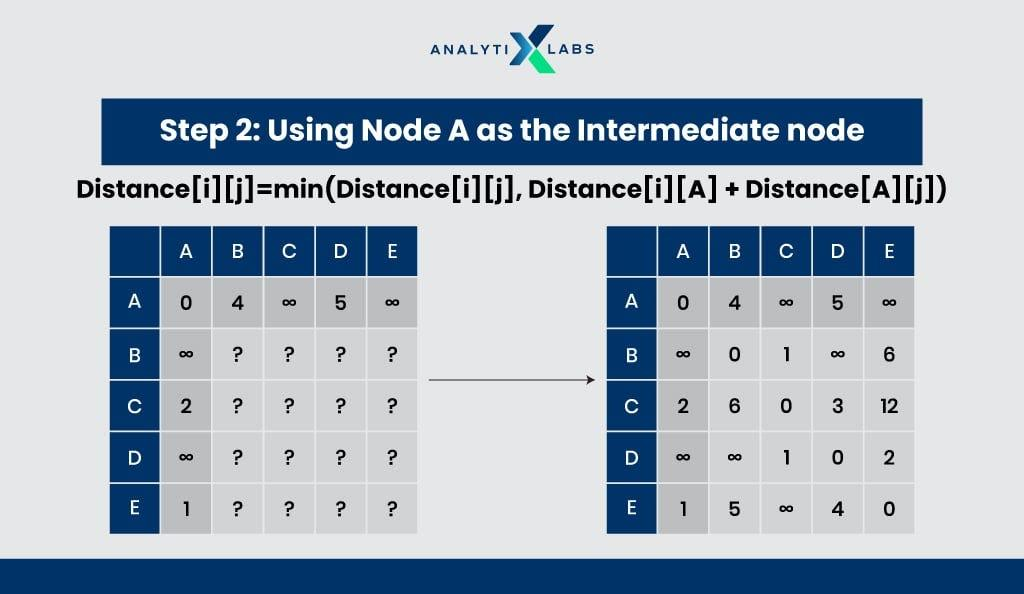 ANALYTIXLABS
Step 2: Using Node A as the Intermediate node
Distance[i][j]=min(Distance[i][j], Distance[i][A] + Distance[A][j])
A B C D E
A 0 4 ∞ 5 ∞
B ∞ ? ? ? ?
C 2 ? ? ? ?
D ∞ ? ? ? ?
E 1 ? ? ? ?
A B C D E
A 0 4 ∞ 5 ∞
B ∞ 0 1 ∞ 6
C 2 6 0 3 12
D ∞ ∞ 1 0 2
E 1 5 ∞ 4 0